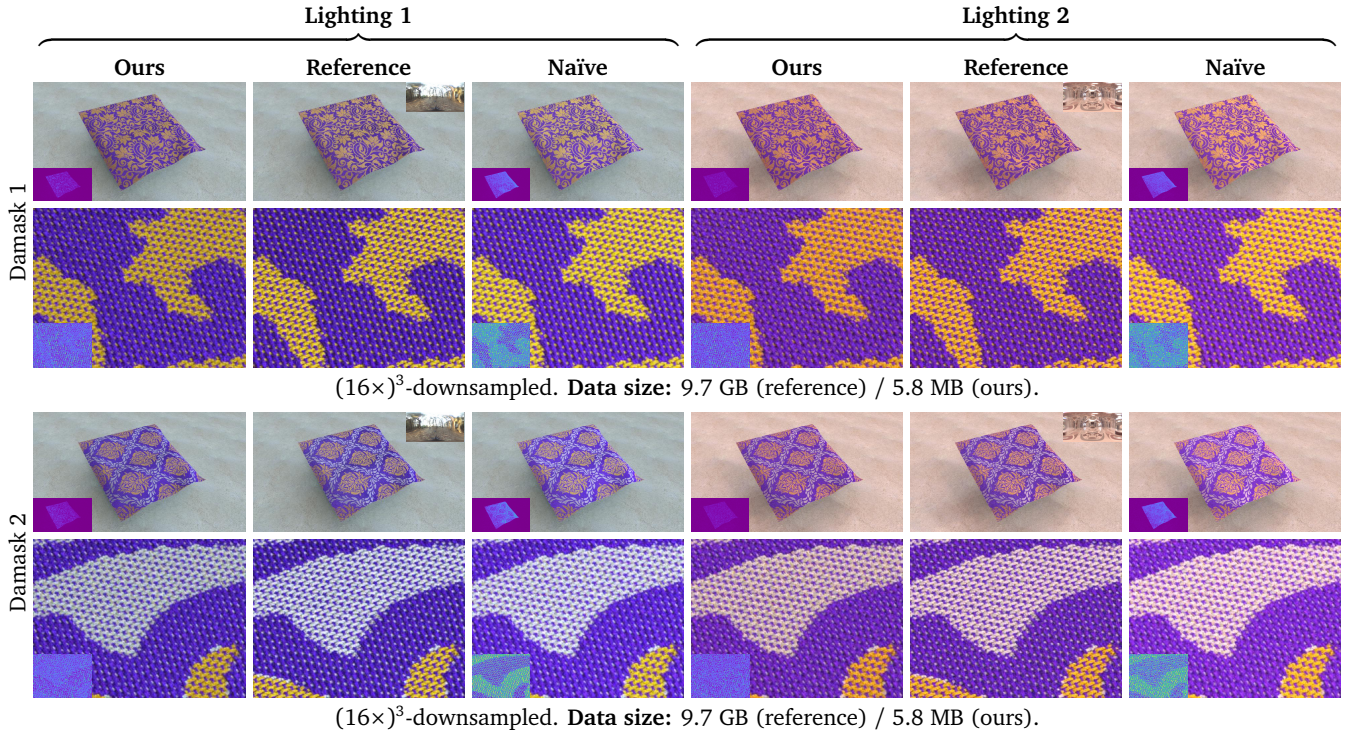 Lighting 1 Lighting 2
Ours Reference Naïve Ours Reference Naïve
Damask 1
(16×)³-downsampled. Data size: 9.7 GB (reference) / 5.8 MB (ours).
Damask 2
(16×)³-downsampled. Data size: 9.7 GB (reference) / 5.8 MB (ours).